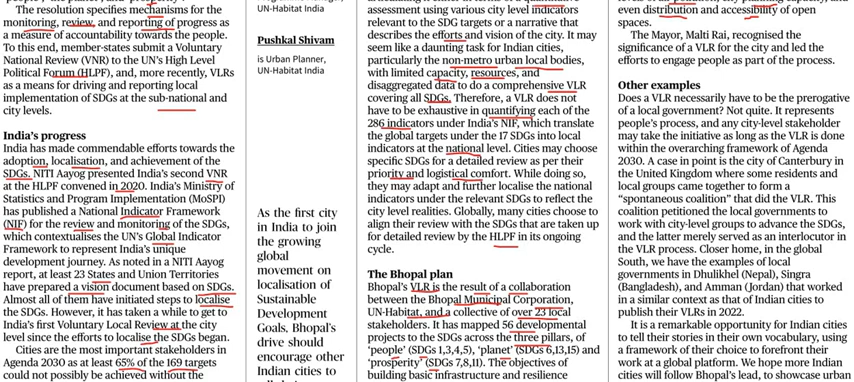 The resolution specifies mechanisms for the
monitoring, review, and reporting of progress as
a measure of accountability towards the people.
To this end, member-states submit a Voluntary
National Review (VNR) to the UN's High Level
Political Forum (HLPF), and, more recently, VLRs
as a means for driving and reporting local
implementation of SDGs at the sub-national and
city levels.
India's progress
India has made commendable efforts towards the
adoption, localisation, and achievement of the
SDGs. NITI Aayog presented India's second VNR
at the HLPF convened in 2020. India's Ministry of
Statistics and Program Implementation (MoSPI)
has published a National Indicator Framework
(NIF) for the review and monitoring of the SDGs,
which contextualises the UN's Global Indicator
Framework to represent India's unique
development journey. As noted in a NITI Aayog
report, at least 23 States and Union Territories
have prepared a vision document based on SDGs.
Almost all of them have initiated steps to localise
the SDGs. However, it has taken a while to get to
India's first Voluntary Local Review at the city
level since the efforts to localise the SDGs began.
Cities are the most important stakeholders in
Agenda 2030 as at least 65% of the 169 targets
could not possibly be achieved without the
UN-Habitat India
Pushkal Shivam
is Urban Planner,
UN-Habitat India
As the first city
in India to join
the growing
global
movement on
localisation of
Sustainable
Development
Goals, Bhopal's
drive should
encourage other
Indian cities to
assessment using various city level indicators
relevant to the SDG targets or a narrative that
describes the efforts and vision of the city. It may
seem like a daunting task for Indian cities,
particularly the non-metro urban local bodies,
with limited capacity, resources, and
disaggregated data to do a comprehensive VLR
covering all SDGs. Therefore, a VLR does not
have to be exhaustive in quantifying each of the
286 indicators under India's NIF, which translate
the global targets under the 17 SDGs into local
indicators at the national level. Cities may choose
specific SDGs for a detailed review as per their
priority and logistical comfort. While doing so,
they may adapt and further localise the national
indicators under the relevant SDGs to reflect the
city level realities. Globally, many cities choose to
align their review with the SDGs that are taken up
for detailed review by the HLPF in its ongoing
cycle.
The Bhopal plan
Bhopal's VLR is the result of a collaboration
between the Bhopal Municipal Corporation,
UN-Habitat, and a collective of over 23 local
stakeholders. It has mapped 56 developmental
projects to the SDGs across the three pillars, of
'people' (SDGs 1,3,4,5), 'planet' (SDGs 6,13,15) and
'prosperity' (SDGs 7,8,11). The objectives of
building basic infrastructure and resilience
even distribution and accessibility of open
spaces.
The Mayor, Malti Rai, recognised the
significance of a VLR for the city and led the
efforts to engage people as part of the process.
Other examples
Does a VLR necessarily have to be the prerogative
of a local government? Not quite. It represents
people's process, and any city-level stakeholder
may take the initiative as long as the VLR is done
within the overarching framework of Agenda
2030. A case in point is the city of Canterbury in
the United Kingdom where some residents and
local groups came together to form a
"spontaneous coalition" that did the VLR. This
coalition petitioned the local governments to
work with city-level groups to advance the SDGs,
and the latter merely served as an interlocutor in
the VLR process. Closer home, in the global
South, we have the examples of local
governments in Dhulikhel (Nepal), Singra
(Bangladesh), and Amman (Jordan) that worked
in a similar context as that of Indian cities to
publish their VLRs in 2022.
It is a remarkable opportunity for Indian cities
to tell their stories in their own vocabulary, using
a framework of their choice to forefront their
work at a global platform. We hope more Indian
cities will follow Bhopal's lead, to showcase urban